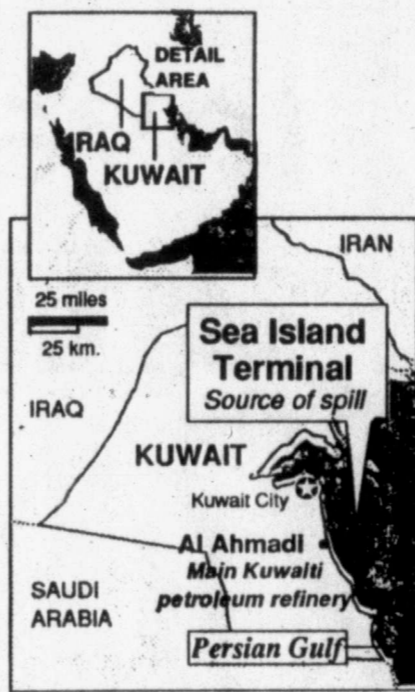 DETAIL
AREA
IRAQ
KUWAIT
IRAN
25 miles
25 km.
Sea Island
Terminal
Source of spill
IRAQ
KUWAIT
Kuwait City
Al Ahmadi
Main Kuwaiti
petroleum refinery
SAUDI
ARABIA
Persian Gulf